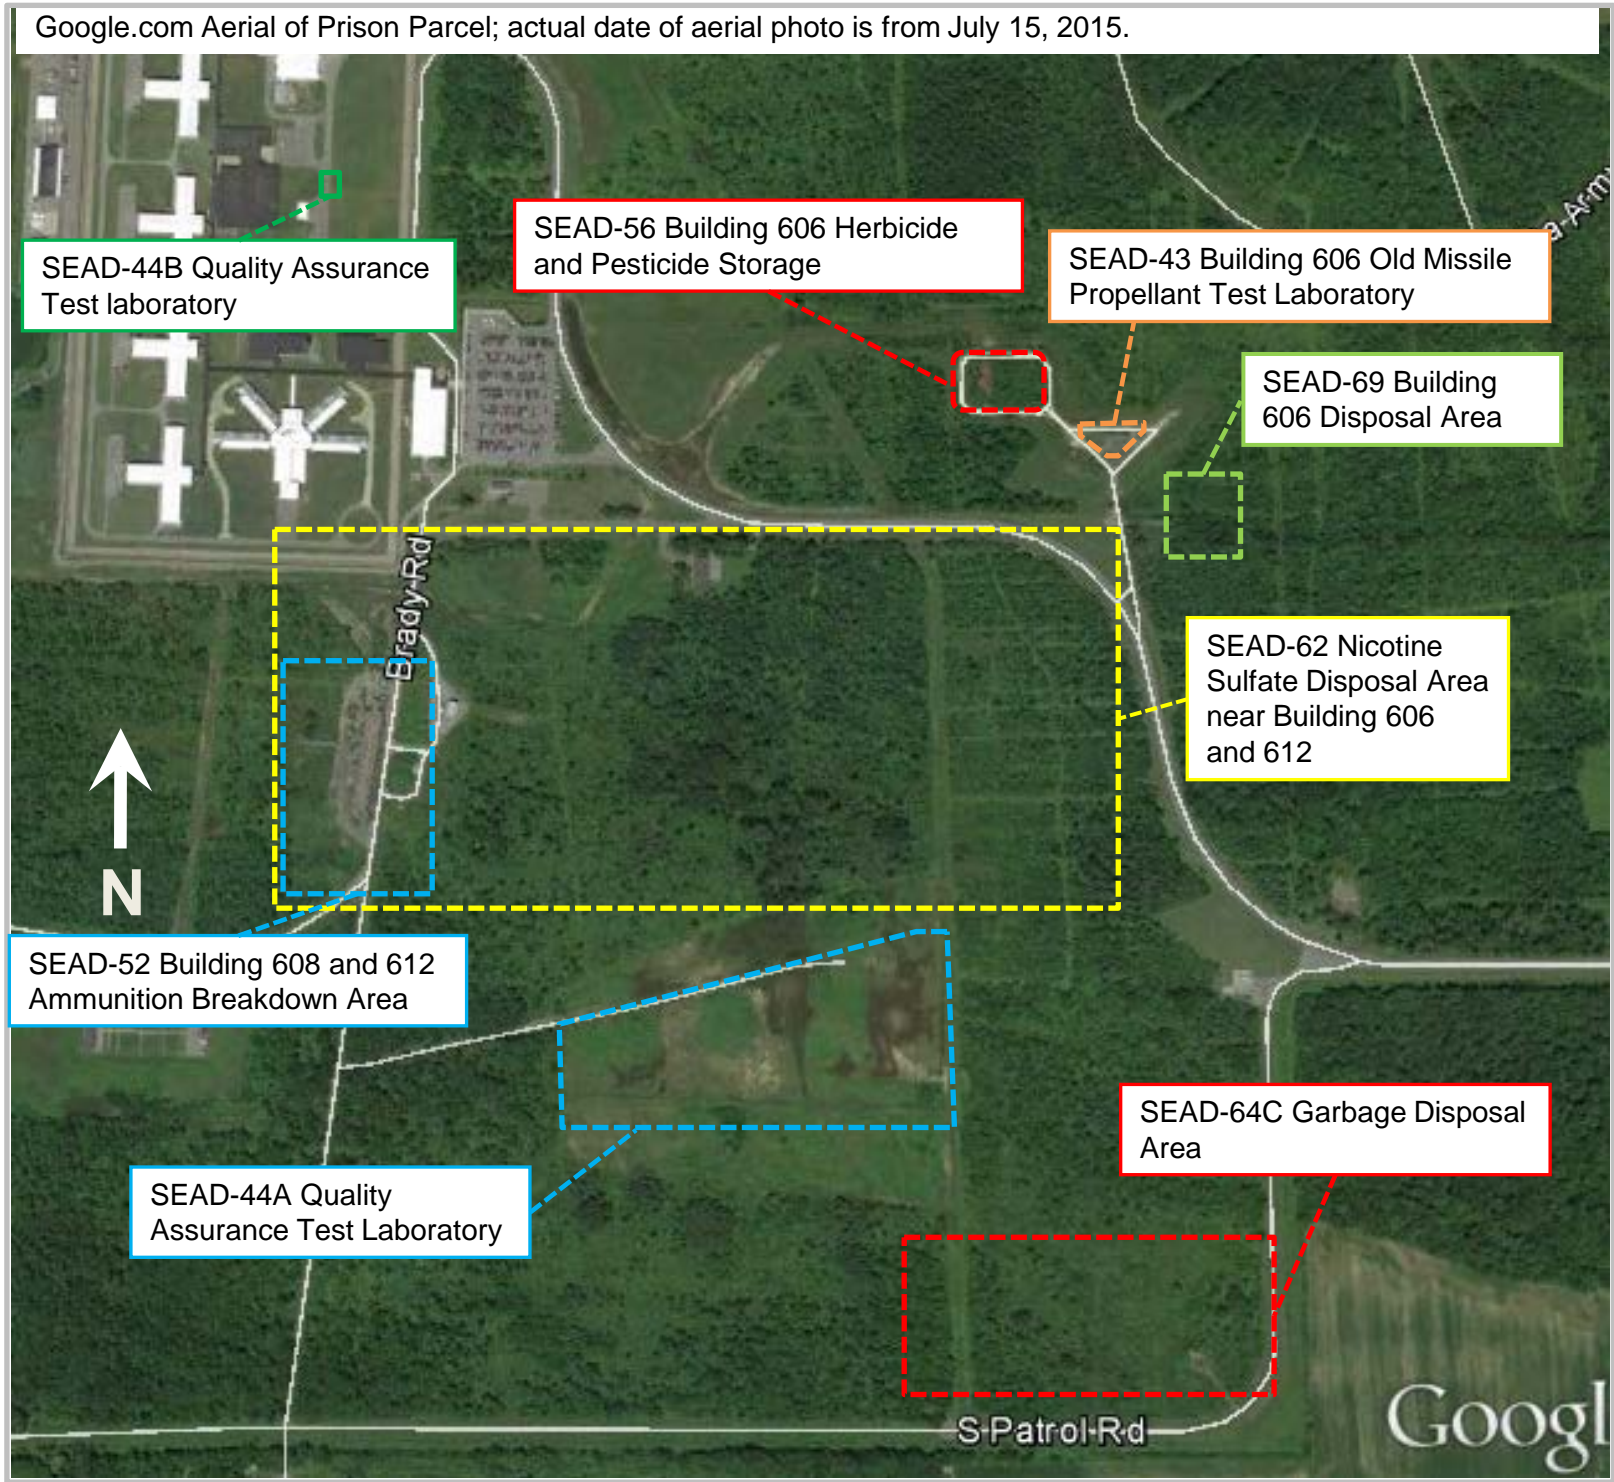 Google.com Aerial of Prison Parcel; actual date of aerial photo is from July 15, 2015.
SEAD-44B Quality Assurance
Test laboratory
SEAD-56 Building 606 Herbicide
and Pesticide Storage
SEAD-43 Building 606 Old Missile
Propellant Test Laboratory
a-Army
SEAD-69 Building
606 Disposal Area
Brady-Rd
SEAD-62 Nicotine
Sulfate Disposal Area
near Building 606
and 612
N
SEAD-52 Building 608 and 612
Ammunition Breakdown Area
SEAD-64C Garbage Disposal
Area
SEAD-44A Quality
Assurance Test Laboratory
S-Patrol-Rd
Googl